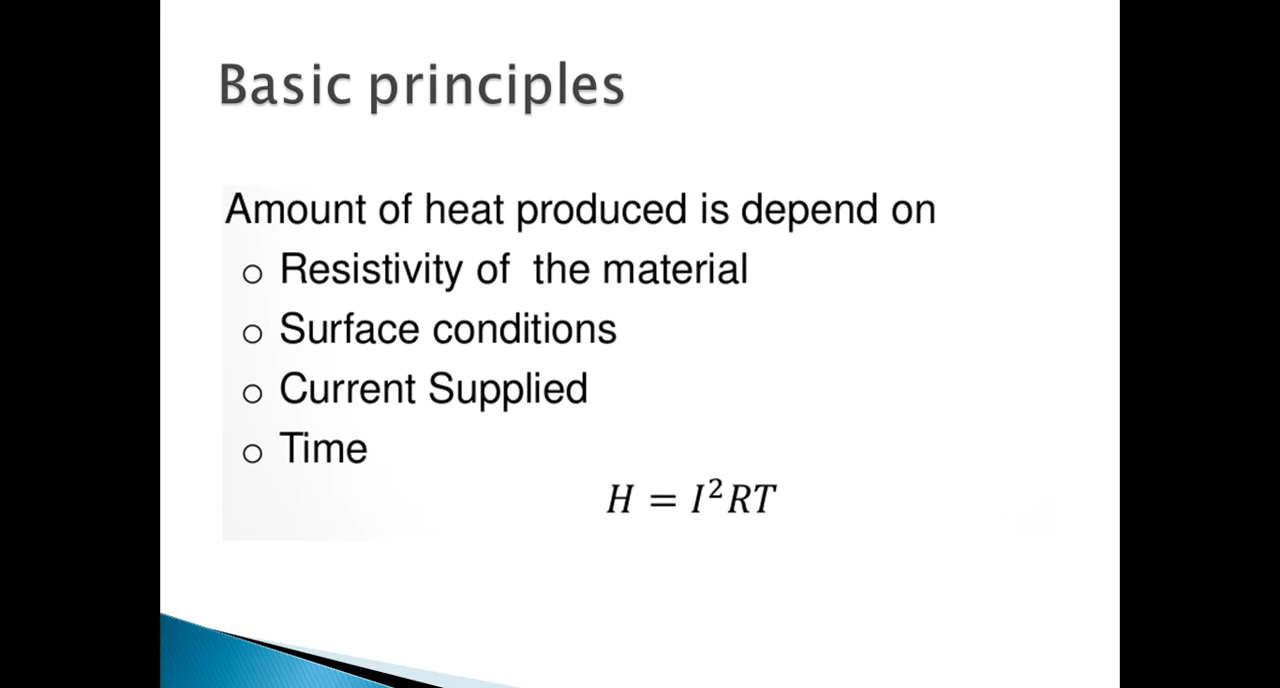 Basic principles
Amount of heat produced is depend on
o Resistivity of the material
o Surface conditions
o Current Supplied
o Time
H = I²RT